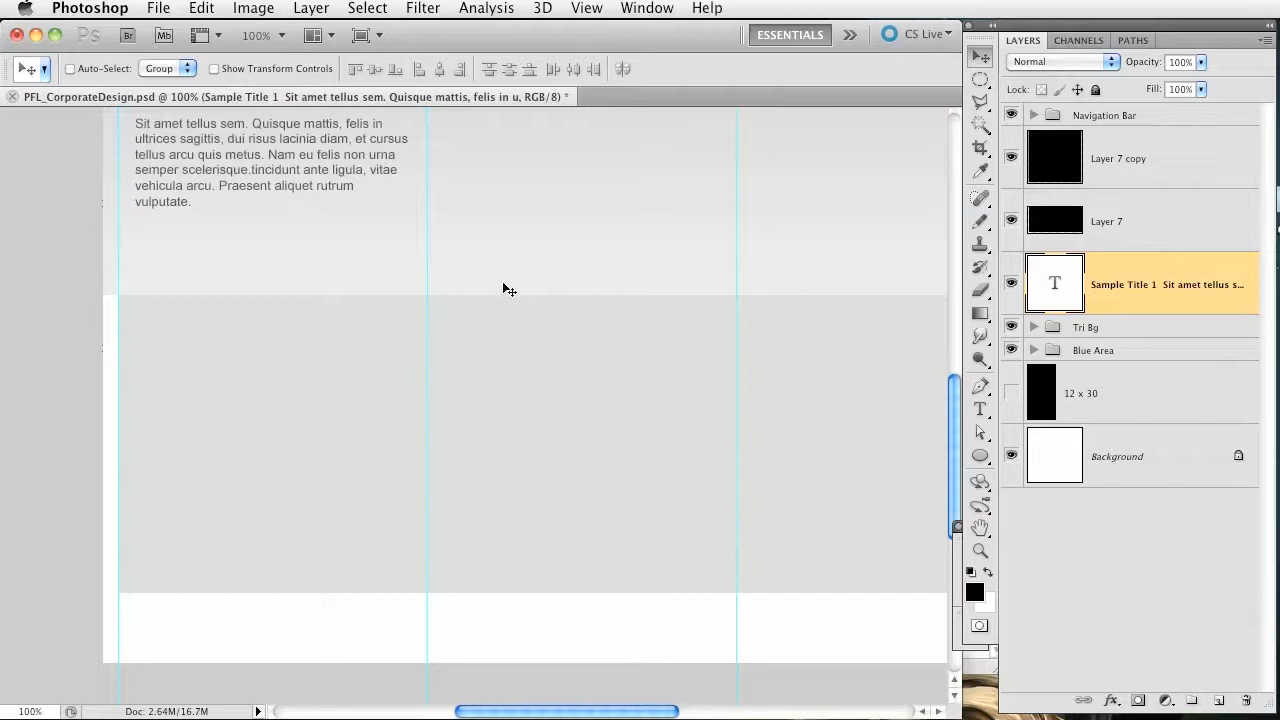 Photoshop File Edit Image Layer Select Filter Analysis 3D View Window Help
Ps Br Mb 100% ESSENTIALS CS Live
Auto-Select: Group Show Transform Controls
PFL_CorporateDesign.psd @ 100% (Sample Title 1 Sit amet tellus sem. Quisque mattis, felis in u, RGB/8) *
Sit amet tellus sem. Quisque mattis, felis in
ultrices sagittis, dui risus lacinia diam, et cursus
tellus arcu quis metus. Nam eu felis non urna
semper scelerisque.tincidunt ante ligula, vitae
vehicula arcu. Praesent aliquet rutrum
vulputate.
LAYERS CHANNELS PATHS
Normal Opacity: 100%
Lock: Fill: 100%
Navigation Bar
Layer 7 copy
Layer 7
T Sample Title 1 Sit amet tellus s...
Tri Bg
Blue Area
12 x 30
Background
fx
100% Doc: 2.64M/16.7M